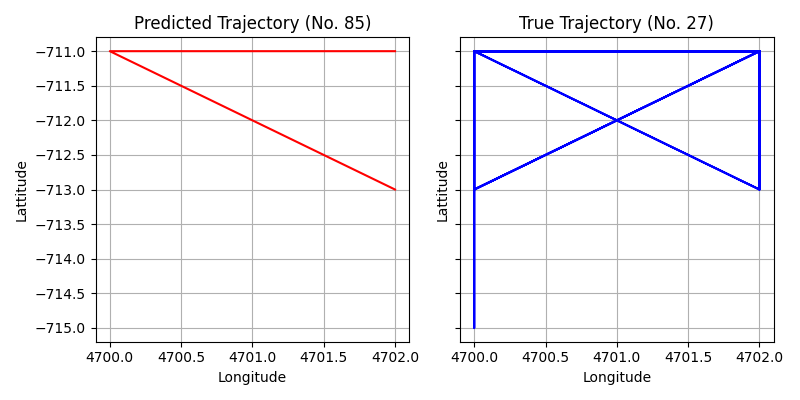 Predicted Trajectory (No. 85)
−711.0
−711.5
−712.0
−712.5
−713.0
−713.5
−714.0
−714.5
−715.0
Lattitude
4700.0 4700.5 4701.0 4701.5 4702.0
Longitude
True Trajectory (No. 27)
Lattitude
4700.0 4700.5 4701.0 4701.5 4702.0
Longitude